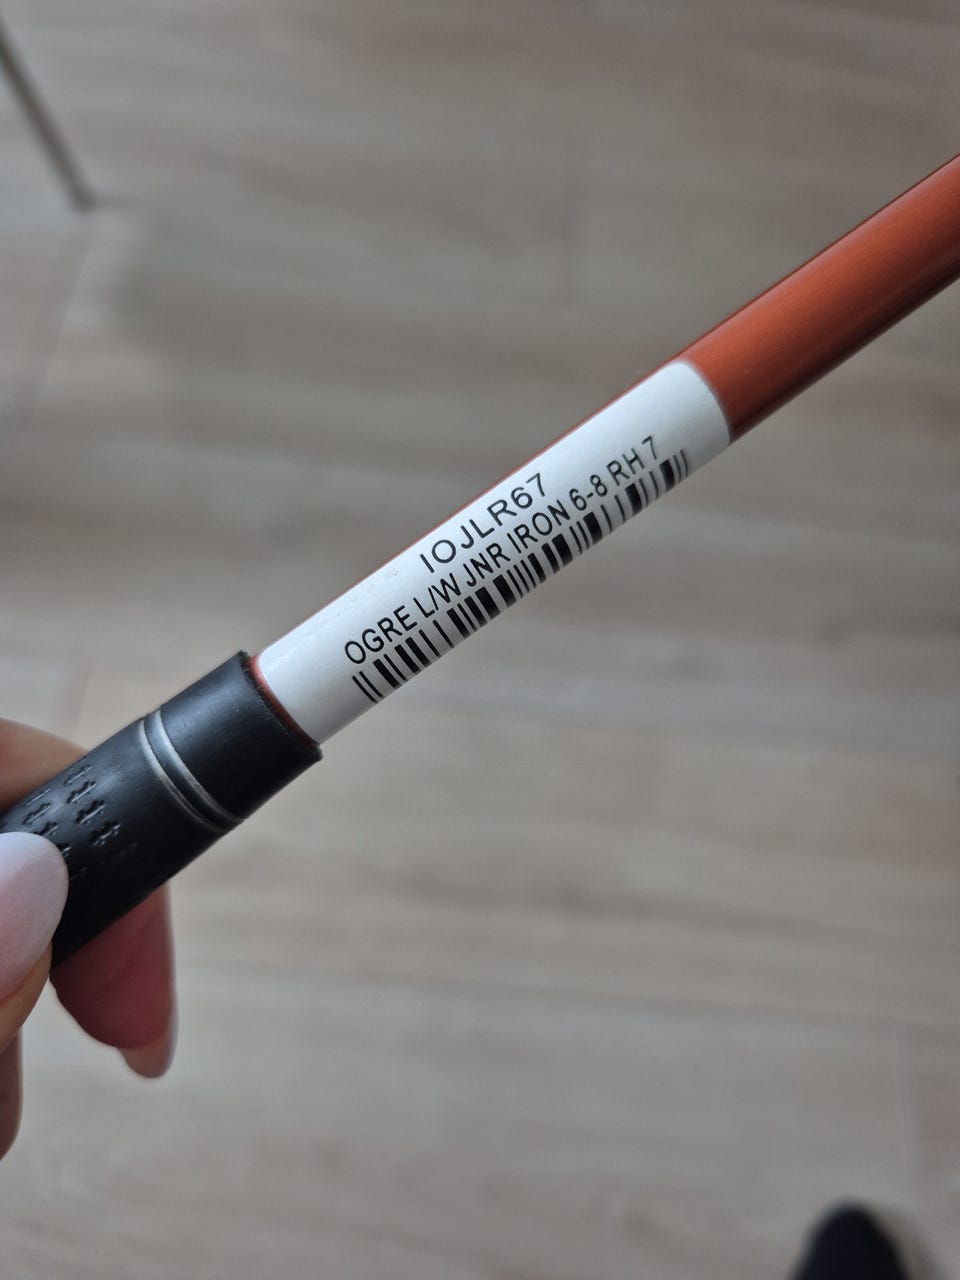 IOJLR67
OGRE L/W JNR IRON 6-8 RH 7